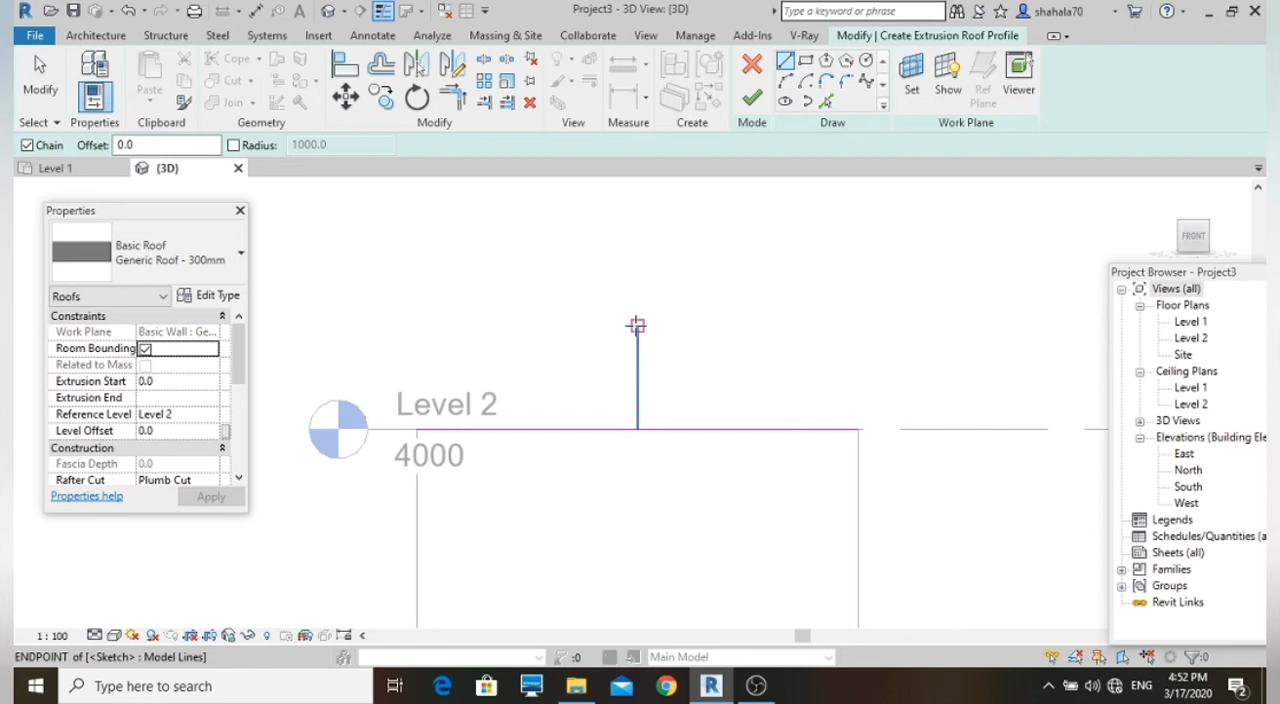 Project3 - 3D View: {3D}
Type a keyword or phrase
shahala70
File
Architecture
Structure
Steel
Systems
Insert
Annotate
Analyze
Massing & Site
Collaborate
View
Manage
Add-Ins
V-Ray
Modify | Create Extrusion Roof Profile
Modify
Paste
Cope
Cut
Join
Set
Show
Ref
Plane
Viewer
Select
Properties
Clipboard
Geometry
Modify
View
Measure
Create
Mode
Draw
Work Plane
Chain
Offset: 0.0
Radius: 1000.0
Level 1
{3D}
Properties
Basic Roof
Generic Roof - 300mm
Roofs
Edit Type
Constraints
Work Plane Basic Wall : Ge...
Room Bounding
Related to Mass
Extrusion Start 0.0
Extrusion End
Reference Level Level 2
Level Offset 0.0
Construction
Fascia Depth 0.0
Rafter Cut Plumb Cut
Properties help
Apply
Level 2
4000
FRONT
Project Browser - Project3
Views (all)
Floor Plans
Level 1
Level 2
Site
Ceiling Plans
Level 1
Level 2
3D Views
Elevations (Building Ele
East
North
South
West
Legends
Schedules/Quantities (a
Sheets (all)
Families
Groups
Revit Links
1 : 100
ENDPOINT of [<Sketch> : Model Lines]
:0
Main Model
:0
Type here to search
ENG
4:52 PM
3/17/2020
2